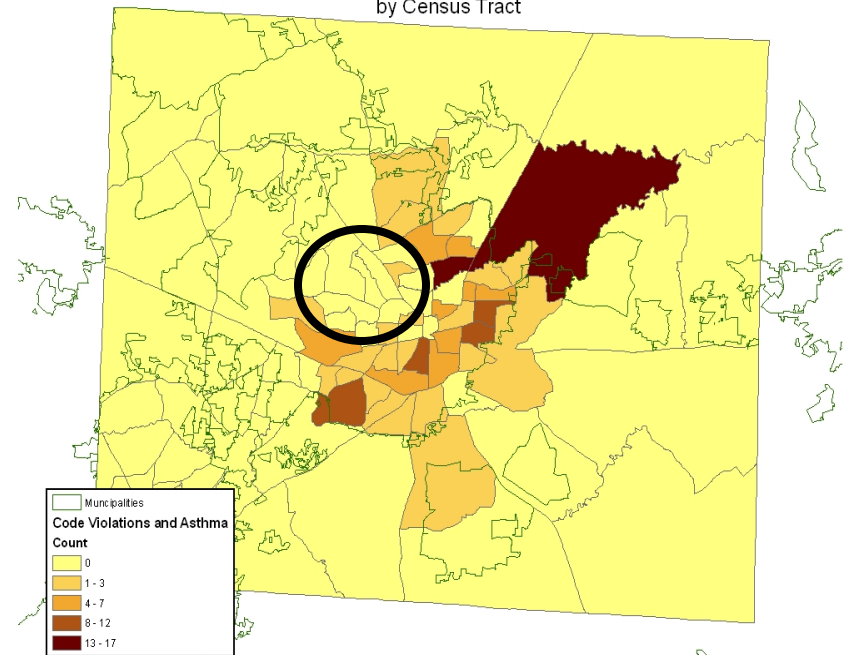 by Census Tract
Muncipalities
Code Violations and Asthma
Count
0
1 - 3
4 - 7
8 - 12
13 - 17